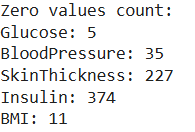 Zero values count:
Glucose: 5
BloodPressure: 35
SkinThickness: 227
Insulin: 374
BMI: 11